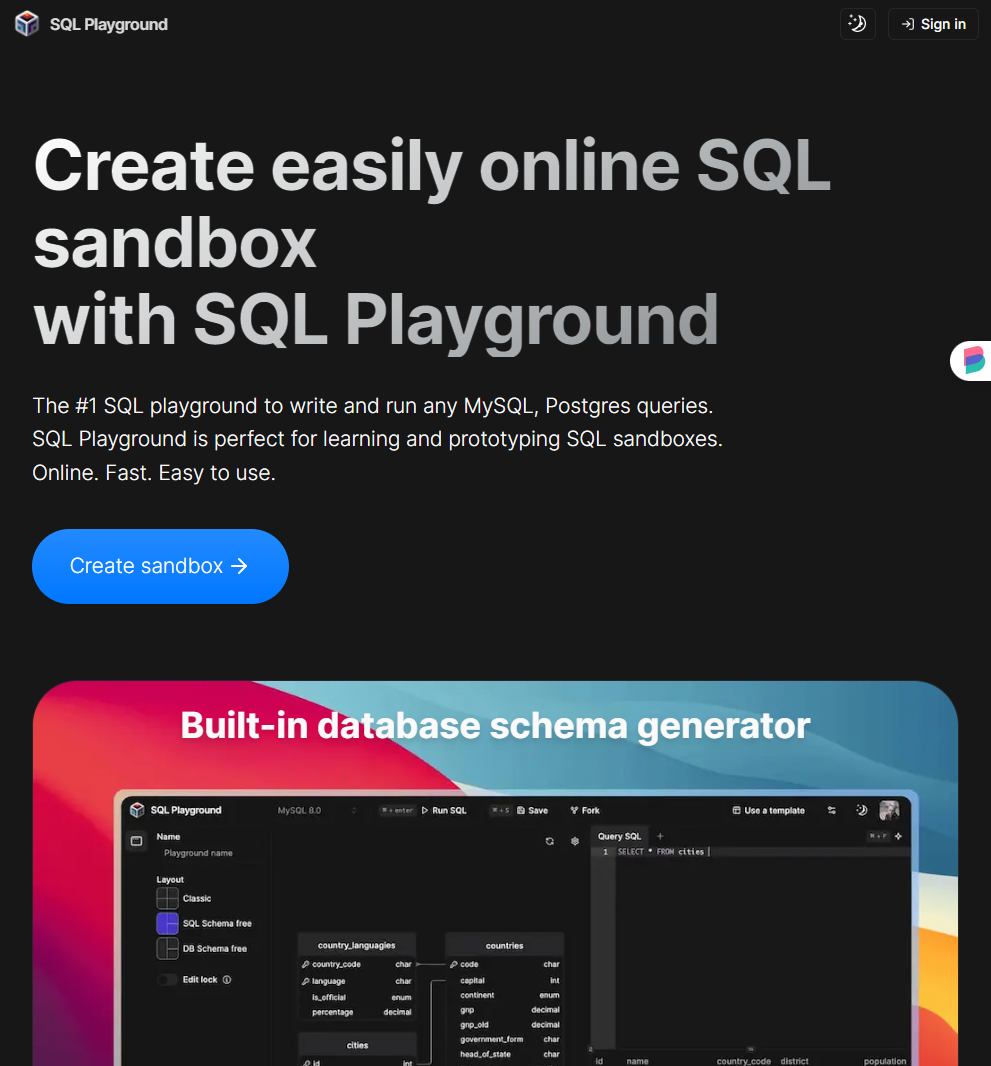 SQL Playground
Sign in
Create easily online SQL
sandbox
with SQL Playground
The #1 SQL playground to write and run any MySQL, Postgres queries.
SQL Playground is perfect for learning and prototyping SQL sandboxes.
Online. Fast. Easy to use.
Create sandbox →
Built-in database schema generator
SQL Playground
MySQL 8.0
⌘ + enter
Run SQL
⌘ + S
Save
Fork
Use a template
Name
Playground name
Layout
Classic
SQL Schema free
DB Schema free
Edit lock
country_languagies
country_code char
language char
is_official enum
percentage decimal
cities
id int
countries
code char
capital int
continent enum
gnp decimal
gnp_old decimal
government_form char
head_of_state char
Query SQL +
⌘ + F
1 SELECT * FROM cities
id name country_code district population